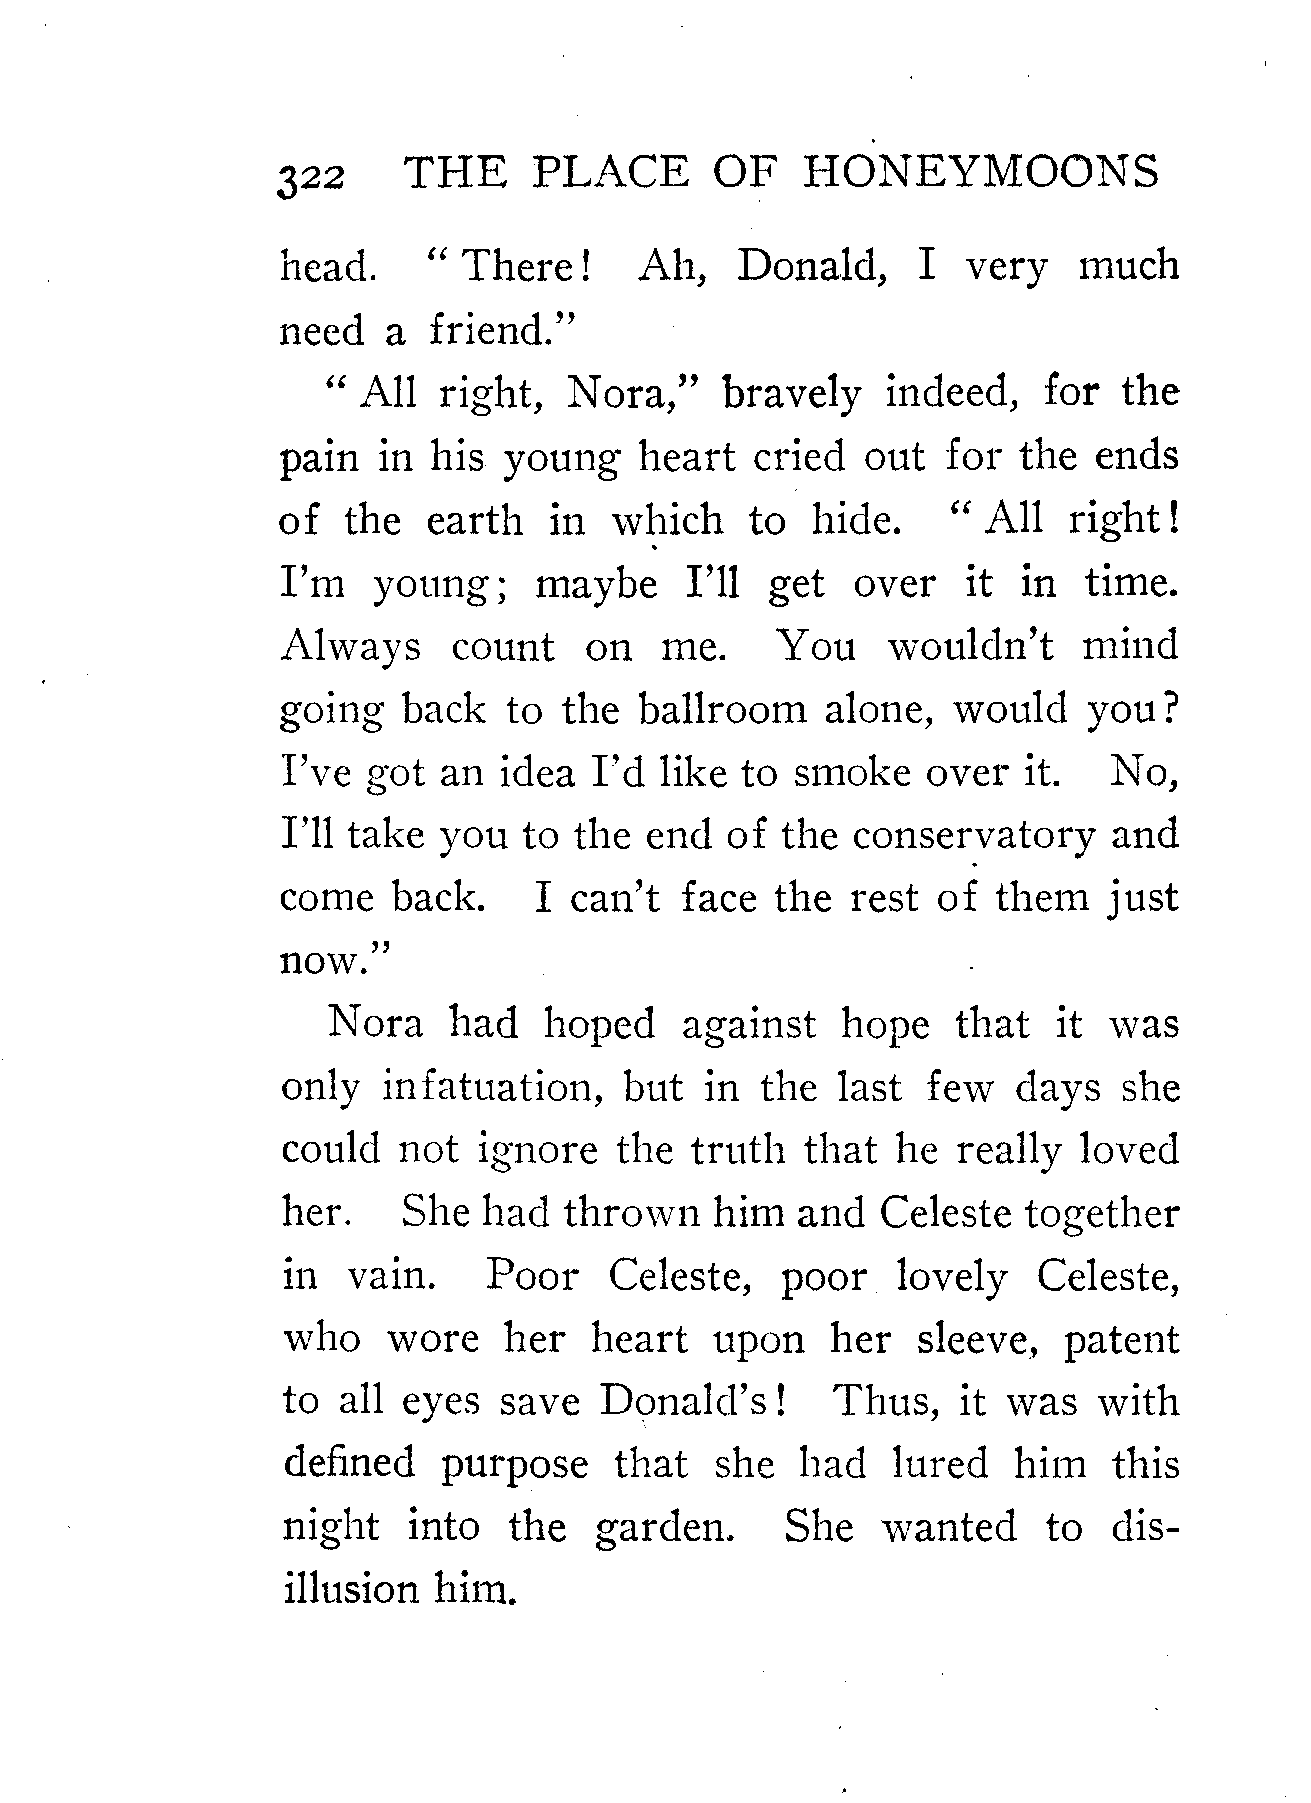 322 THE PLACE OF HONEYMOONS
head. “ There! Ah, Donald, I very much
need a friend.”
“ All right, Nora,” bravely indeed, for the
pain in his young heart cried out for the ends
of the earth in which to hide. “ All right!
I’m young; maybe I’ll get over it in time.
Always count on me. You wouldn’t mind
going back to the ballroom alone, would you?
I’ve got an idea I’d like to smoke over it. No,
I’ll take you to the end of the conservatory and
come back. I can’t face the rest of them just
now.”
Nora had hoped against hope that it was
only infatuation, but in the last few days she
could not ignore the truth that he really loved
her. She had thrown him and Celeste together
in vain. Poor Celeste, poor lovely Celeste,
who wore her heart upon her sleeve, patent
to all eyes save Donald’s! Thus, it was with
defined purpose that she had lured him this
night into the garden. She wanted to dis-
illusion him.